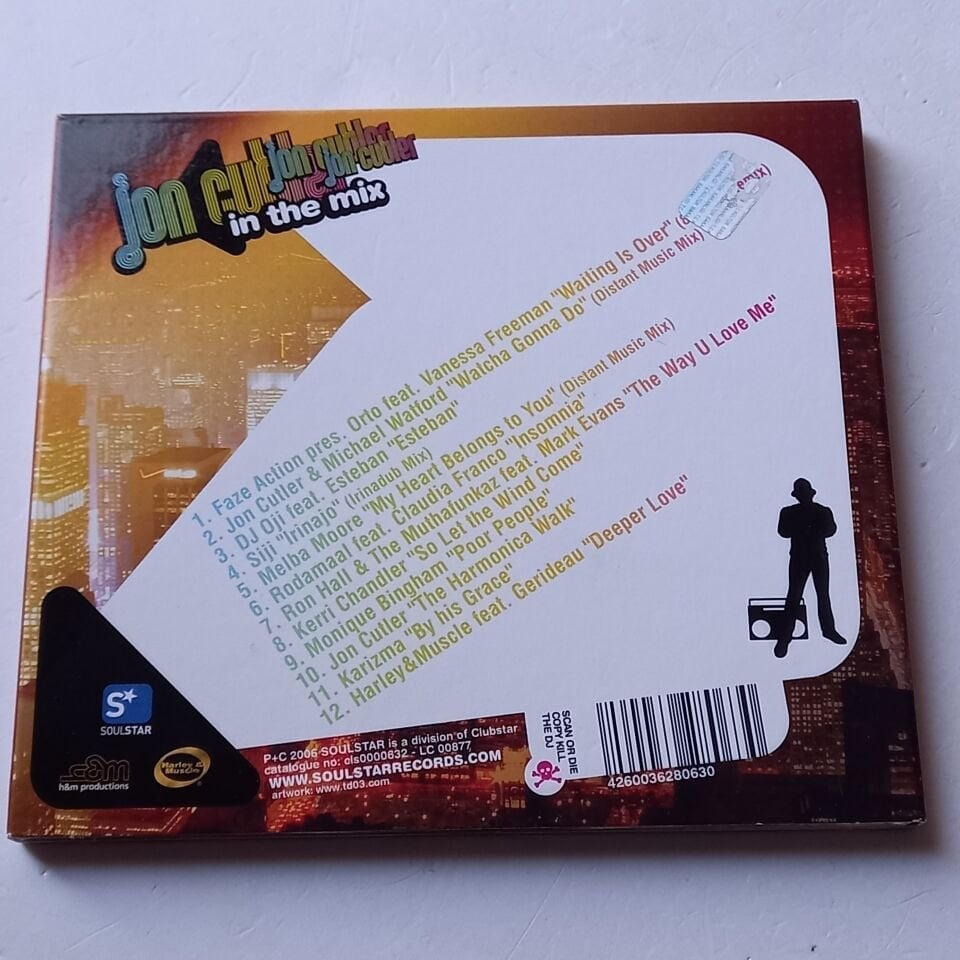 jon cutler
jon cutler
jon cutler
in the mix
1. Faze Action pres. Orto feat. Vanessa Freeman "Waiting Is Over"
2. Jon Cutler & Michael Watford "Watcha Gonna Do" (Distant Music Mix)
3. DJ Oji feat. Esteban "Esteban"
4. Siji "Irinajo" (Irinadub Mix)
5. Melba Moore "My Heart Belongs to You" (Distant Music Mix)
6. Rodamaal feat. Claudia Franco "Insomnia"
7. Ron Hall & The Muthafunkaz feat. Mark Evans "The Way U Love Me"
8. Kerri Chandler "So Let the Wind Come"
9. Monique Bingham "Poor People"
10. Jon Cutler "The Harmonica Walk"
11. Karizma "By his Grace"
12. Harley&Muscle feat. Gerideau "Deeper Love"
S
SOULSTAR
h&m productions
Harley & Muscle
P+C 2006 SOULSTAR is a division of Clubstar
catalogue no: cls0000632 - LC 00877
WWW.SOULSTARRECORDS.COM
artwork: www.td03.com
SCAN OR DIE
COPY KILL
THE DJ
4260036280630